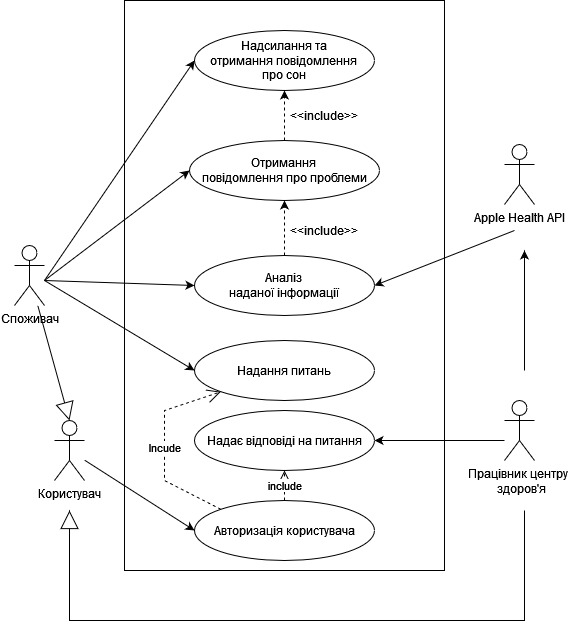 Надсилання та
отримання повідомлення
про сон
<<include>>
Отримання
повідомлення про проблеми
Apple Health API
<<include>>
Аналіз
наданої інформації
Споживач
Надання питань
Incude
Надає відповіді на питання
Працівник центру
здоров'я
Користувач
include
Авторизація користувача